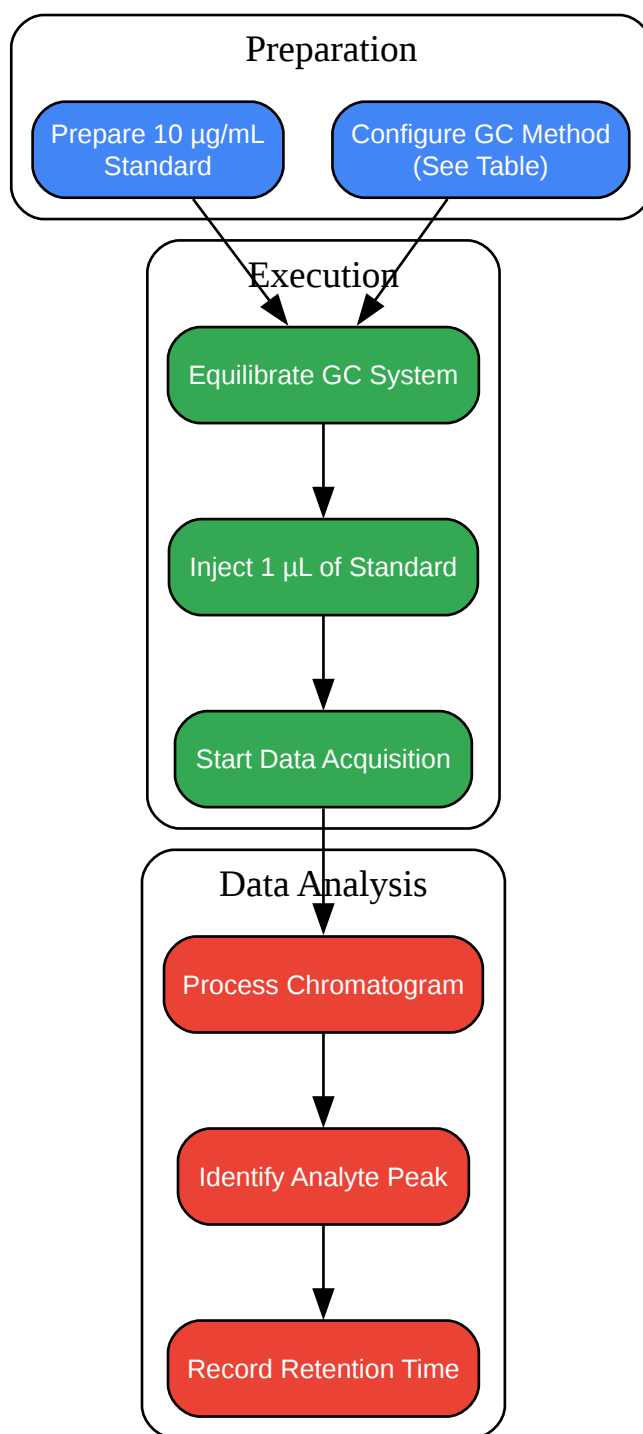 Preparation
Prepare 10 µg/mL
Standard
Configure GC Method
(See Table)
Execution
Equilibrate GC System
Inject 1 µL of Standard
Start Data Acquisition
Data Analysis
Process Chromatogram
Identify Analyte Peak
Record Retention Time